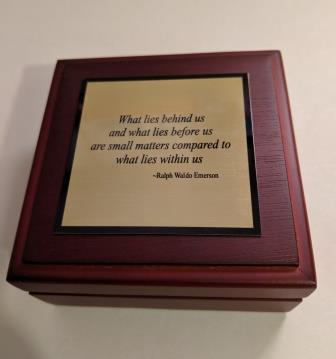 What lies behind us
and what lies before us
are small matters compared to
what lies within us
~Ralph Waldo Emerson